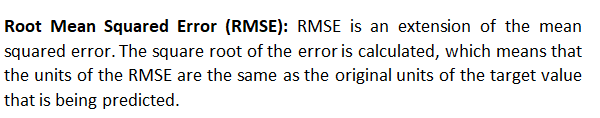 Root Mean Squared Error (RMSE): RMSE is an extension of the mean
squared error. The square root of the error is calculated, which means that
the units of the RMSE are the same as the original units of the target value
that is being predicted.